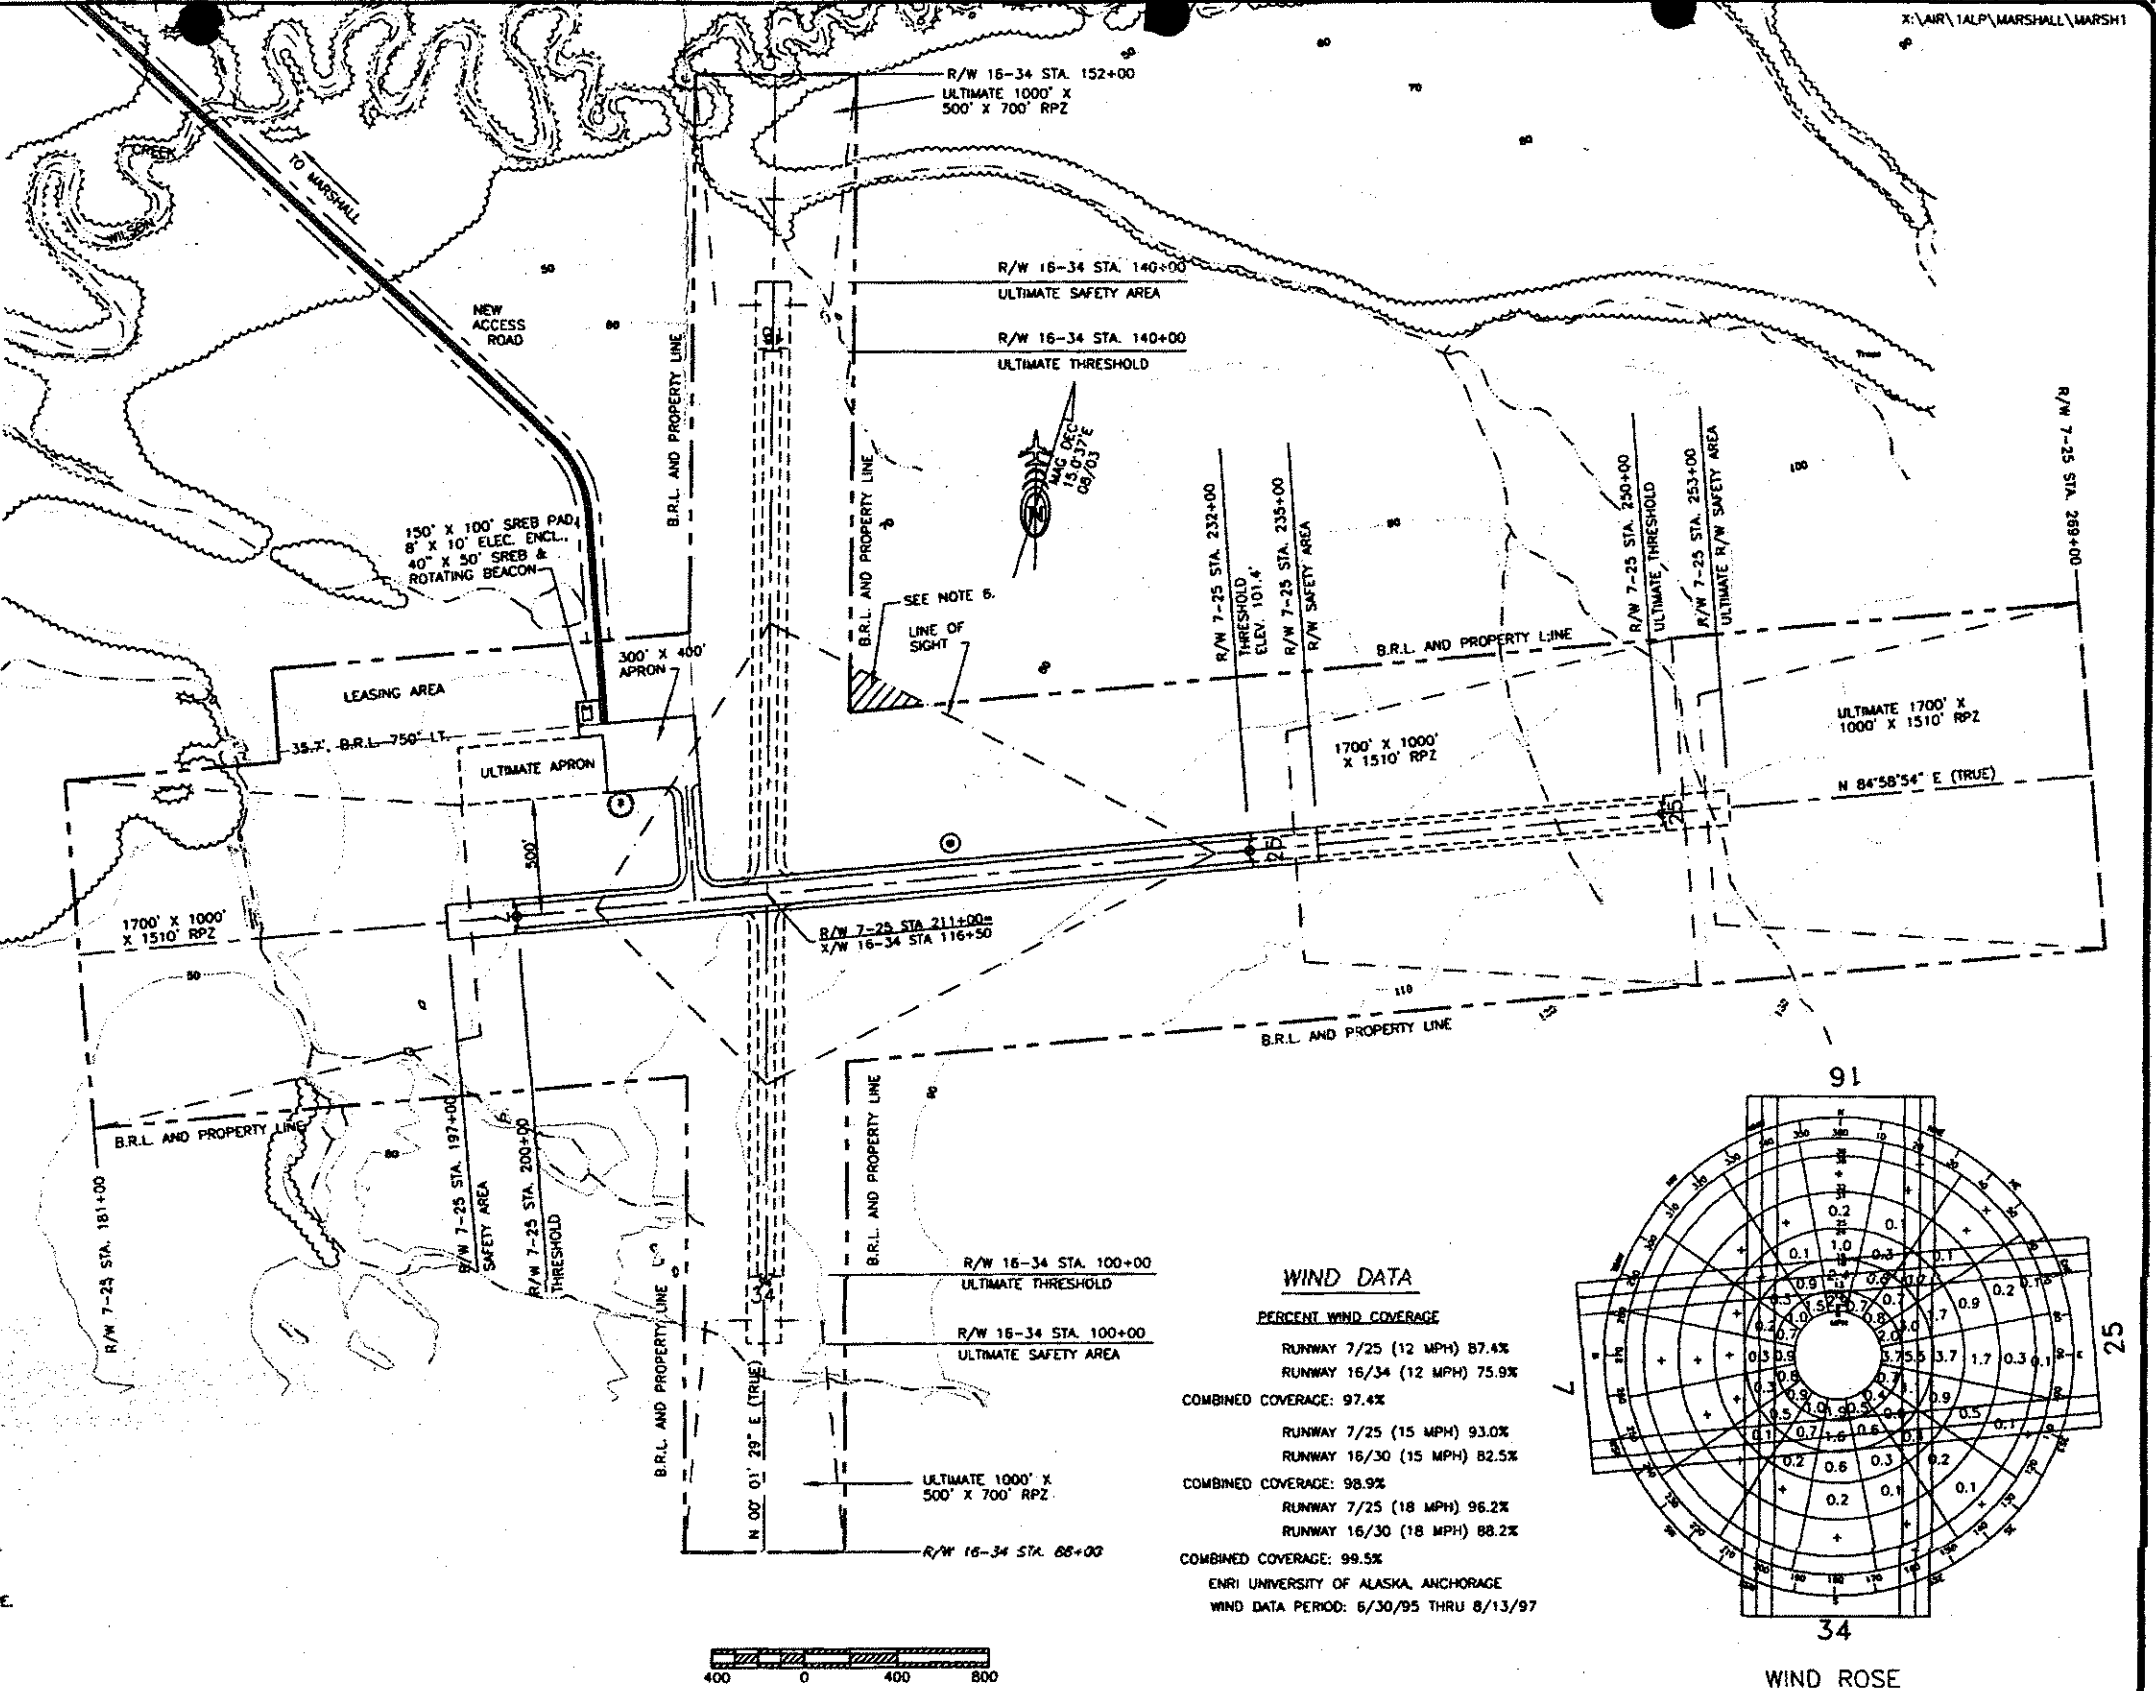 X:\AIR\1ALP\MARSHALL\MARSH1
R/W 16-34 STA. 152+00
ULTIMATE 1000' X
500' X 700' RPZ
CREEK
WILSON
TO MARSHALL
NEW
ACCESS
ROAD
50
60
70
R/W 16-34 STA. 140+00
ULTIMATE SAFETY AREA
R/W 16-34 STA. 140+00
ULTIMATE THRESHOLD
B.R.L. AND PROPERTY LINE
B.R.L. AND PROPERTY LINE
MAG DEC
15.0'37"E
08/03
N
Trees
150' X 100' SREB PAD,
8' X 10' ELEC. ENCL.,
40" X 50' SREB &
ROTATING BEACON
SEE NOTE 6.
LINE OF
SIGHT
300' X 400'
APRON
LEASING AREA
35.7' B.R.L. 750' LT.
ULTIMATE APRON
500'
R/W 7-25 STA. 232+00
THRESHOLD
ELEV. 101.4'
R/W 7-25 STA. 235+00
R/W SAFETY AREA
R/W 7-25 STA. 250+00
ULTIMATE THRESHOLD
R/W 7-25 STA. 253+00
ULTIMATE R/W SAFETY AREA
R/W 7-25 STA. 269+00
100
B.R.L. AND PROPERTY LINE
1700' X 1000'
X 1510' RPZ
ULTIMATE 1700' X
1000' X 1510' RPZ
N 84°58'54" E (TRUE)
25
25
1700' X 1000'
X 1510' RPZ
R/W 7-25 STA 211+00=
X/W 16-34 STA 116+50
50
110
B.R.L. AND PROPERTY LINE
B.R.L. AND PROPERTY LINE
R/W 7-25 STA. 181+00
R/W 7-25 STA. 197+00
SAFETY AREA
R/W 7-25 STA. 200+00
THRESHOLD
B.R.L. AND PROPERTY LINE
B.R.L. AND PROPERTY LINE
34
R/W 16-34 STA. 100+00
ULTIMATE THRESHOLD
R/W 16-34 STA. 100+00
ULTIMATE SAFETY AREA
N 00° 01' 29" E (TRUE)
ULTIMATE 1000' X
500' X 700' RPZ
R/W 16-34 STA. 88+00
WIND DATA
PERCENT WIND COVERAGE
RUNWAY 7/25 (12 MPH) 87.4%
RUNWAY 16/34 (12 MPH) 75.9%
COMBINED COVERAGE: 97.4%
RUNWAY 7/25 (15 MPH) 93.0%
RUNWAY 16/30 (15 MPH) 82.5%
COMBINED COVERAGE: 98.9%
RUNWAY 7/25 (18 MPH) 96.2%
RUNWAY 16/30 (18 MPH) 88.2%
COMBINED COVERAGE: 99.5%
ENRI UNIVERSITY OF ALASKA, ANCHORAGE
WIND DATA PERIOD: 6/30/95 THRU 8/13/97
16
7
25
34
WIND ROSE
E.
400 0 400 800